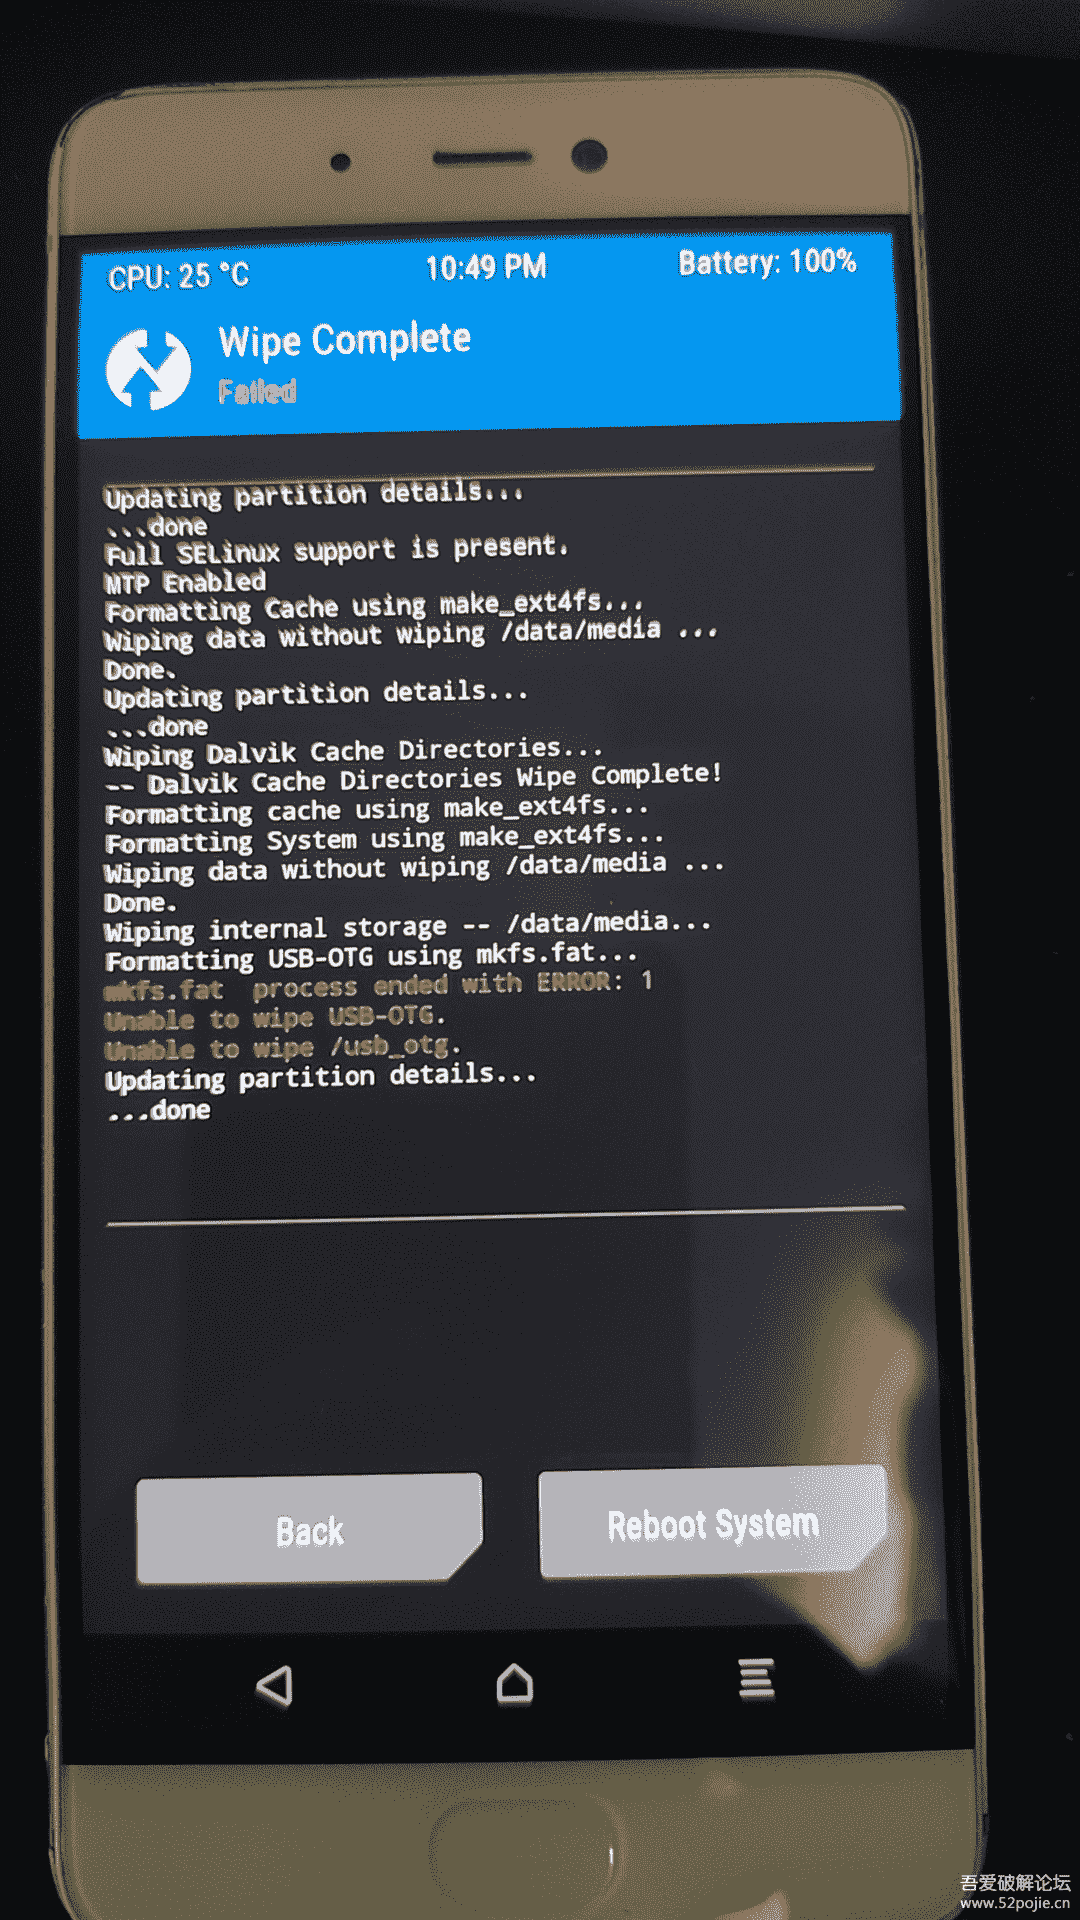 CPU: 25 °C
10:49 PM
Battery: 100%
Wipe Complete
Failed
Updating partition details...
...done
Full SELinux support is present.
MTP Enabled
Formatting Cache using make_ext4fs...
Wiping data without wiping /data/media ...
Done.
Updating partition details...
...done
Wiping Dalvik Cache Directories...
-- Dalvik Cache Directories Wipe Complete!
Formatting cache using make_ext4fs...
Formatting System using make_ext4fs...
Wiping data without wiping /data/media ...
Done.
Wiping internal storage -- /data/media...
Formatting USB-OTG using mkfs.fat...
mkfs.fat process ended with ERROR: 1
Unable to wipe USB-OTG.
Unable to wipe /usb_otg.
Updating partition details...
...done
Back
Reboot System
吾爱破解论坛
www.52pojie.cn